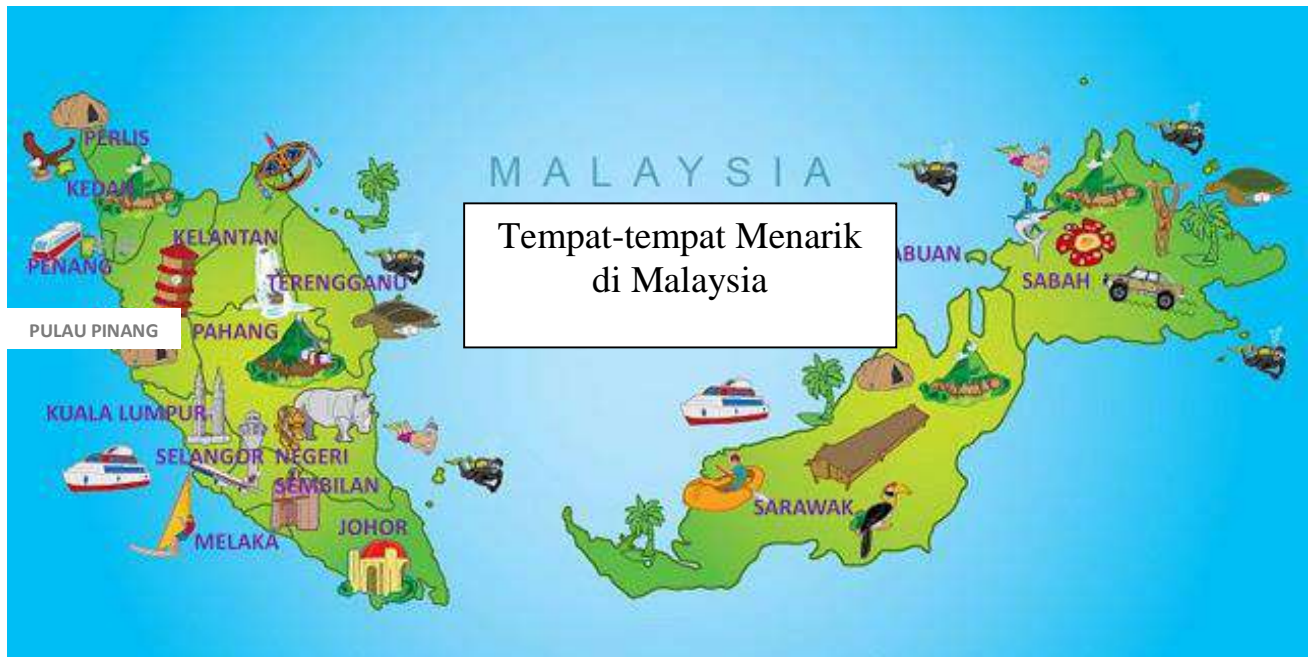 MALAYSIA
Tempat-tempat Menarik
di Malaysia
PERLIS
KEDAH
PENANG
KELANTAN
TERENGGANU
PULAU PINANG
PAHANG
KUALA LUMPUR
SELANGOR
NEGERI
SEMBILAN
MELAKA
JOHOR
ABUAN
SABAH
SARAWAK